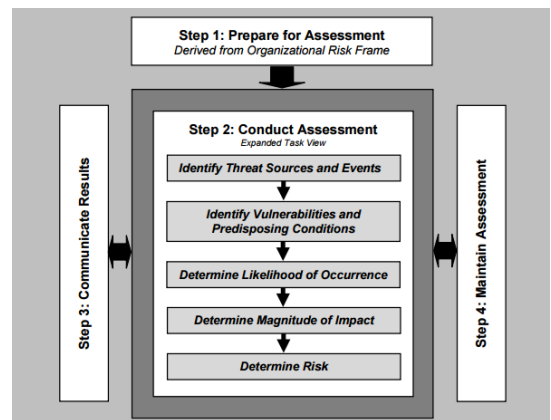 Step 1: Prepare for Assessment
Derived from Organizational Risk Frame
Step 2: Conduct Assessment
Expanded Task View
Identify Threat Sources and Events
Identify Vulnerabilities and
Predisposing Conditions
Determine Likelihood of Occurrence
Determine Magnitude of Impact
Determine Risk
Step 3: Communicate Results
Step 4: Maintain Assessment